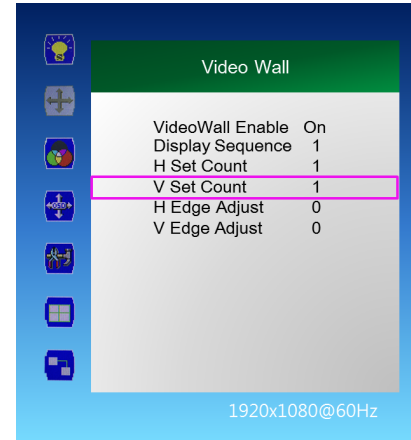 Video Wall
VideoWall Enable On
Display Sequence 1
H Set Count 1
V Set Count 1
H Edge Adjust 0
V Edge Adjust 0
1920x1080@60Hz